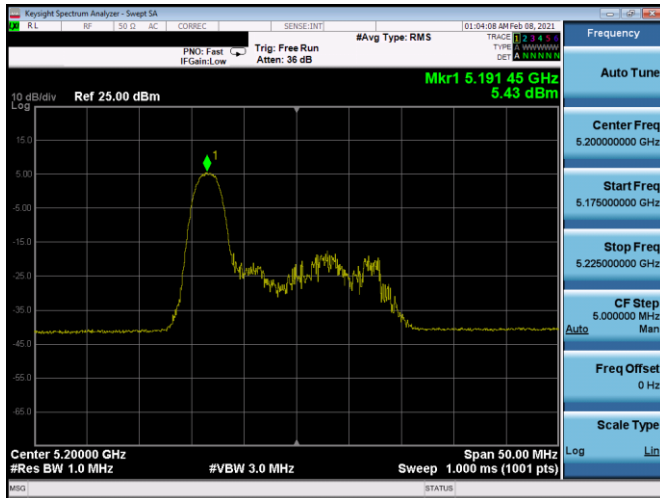 Keysight Spectrum Analyzer - Swept SA
RL RF 50 Ω AC CORREC SENSE:INT 01:04:08 AM Feb 08, 2021
#Avg Type: RMS
TRACE 1 2 3 4 5 6
TYPE A WWWWW
DET A N N N N N
PNO: Fast Trig: Free Run
IFGain:Low Atten: 36 dB
Mkr1 5.191 45 GHz
5.43 dBm
10 dB/div Ref 25.00 dBm
Log
15.0
5.00
-5.00
-15.0
-25.0
-35.0
-45.0
-55.0
-65.0
1
Center 5.20000 GHz Span 50.00 MHz
#Res BW 1.0 MHz #VBW 3.0 MHz Sweep 1.000 ms (1001 pts)
MSG STATUS
Frequency
Auto Tune
Center Freq
5.200000000 GHz
Start Freq
5.175000000 GHz
Stop Freq
5.225000000 GHz
CF Step
5.000000 MHz
Auto Man
Freq Offset
0 Hz
Scale Type
Log Lin